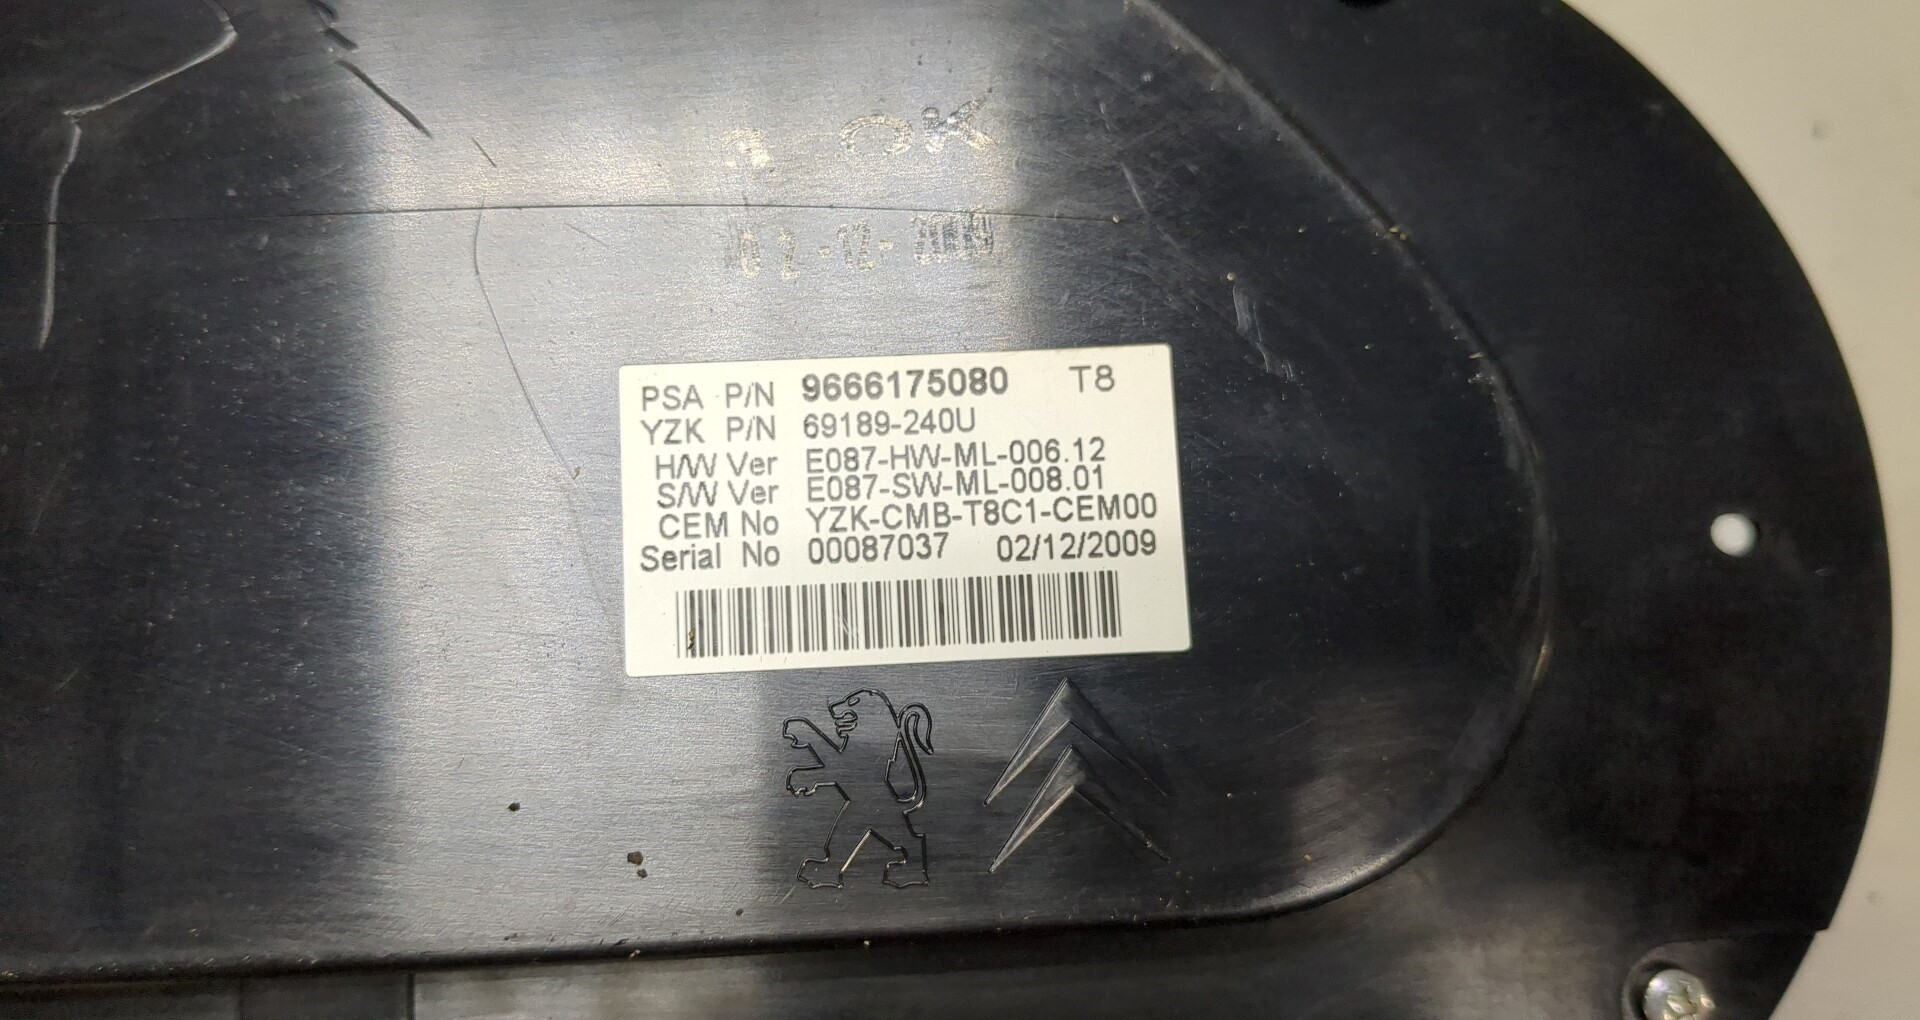 OK
02-12-2009
PSA P/N 9666175080 T8
YZK P/N 69189-240U
H/W Ver E087-HW-ML-006.12
S/W Ver E087-SW-ML-008.01
CEM No YZK-CMB-T8C1-CEM00
Serial No 00087037 02/12/2009